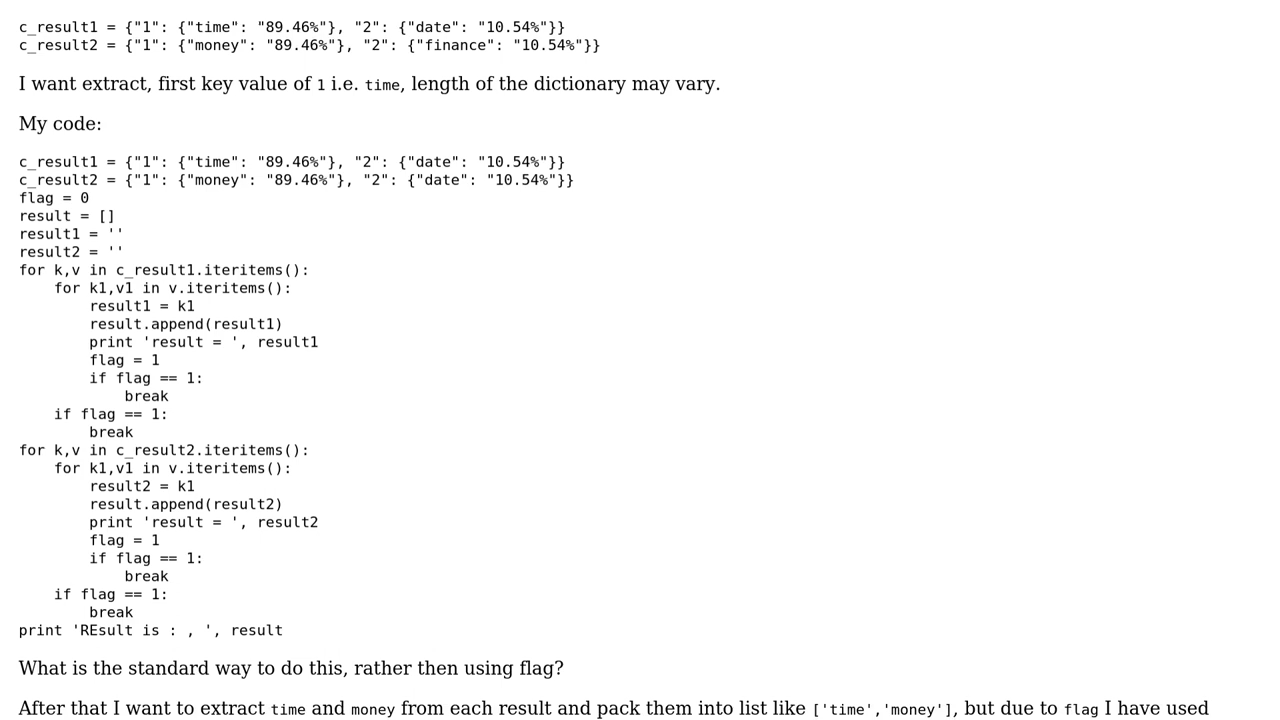 c_result1 = {"1": {"time": "89.46%"}, "2": {"date": "10.54%"}}
c_result2 = {"1": {"money": "89.46%"}, "2": {"finance": "10.54%"}}
I want extract, first key value of 1 i.e. time, length of the dictionary may vary.
My code:
c_result1 = {"1": {"time": "89.46%"}, "2": {"date": "10.54%"}}
c_result2 = {"1": {"money": "89.46%"}, "2": {"date": "10.54%"}}
flag = 0
result = []
result1 = ''
result2 = ''
for k,v in c_result1.iteritems():
    for k1,v1 in v.iteritems():
        result1 = k1
        result.append(result1)
        print 'result = ', result1
        flag = 1
        if flag == 1:
            break
    if flag == 1:
        break
for k,v in c_result2.iteritems():
    for k1,v1 in v.iteritems():
        result2 = k1
        result.append(result2)
        print 'result = ', result2
        flag = 1
        if flag == 1:
            break
    if flag == 1:
        break
print 'REsult is : , ', result
What is the standard way to do this, rather then using flag?
After that I want to extract time and money from each result and pack them into list like ['time','money'], but due to flag I have used